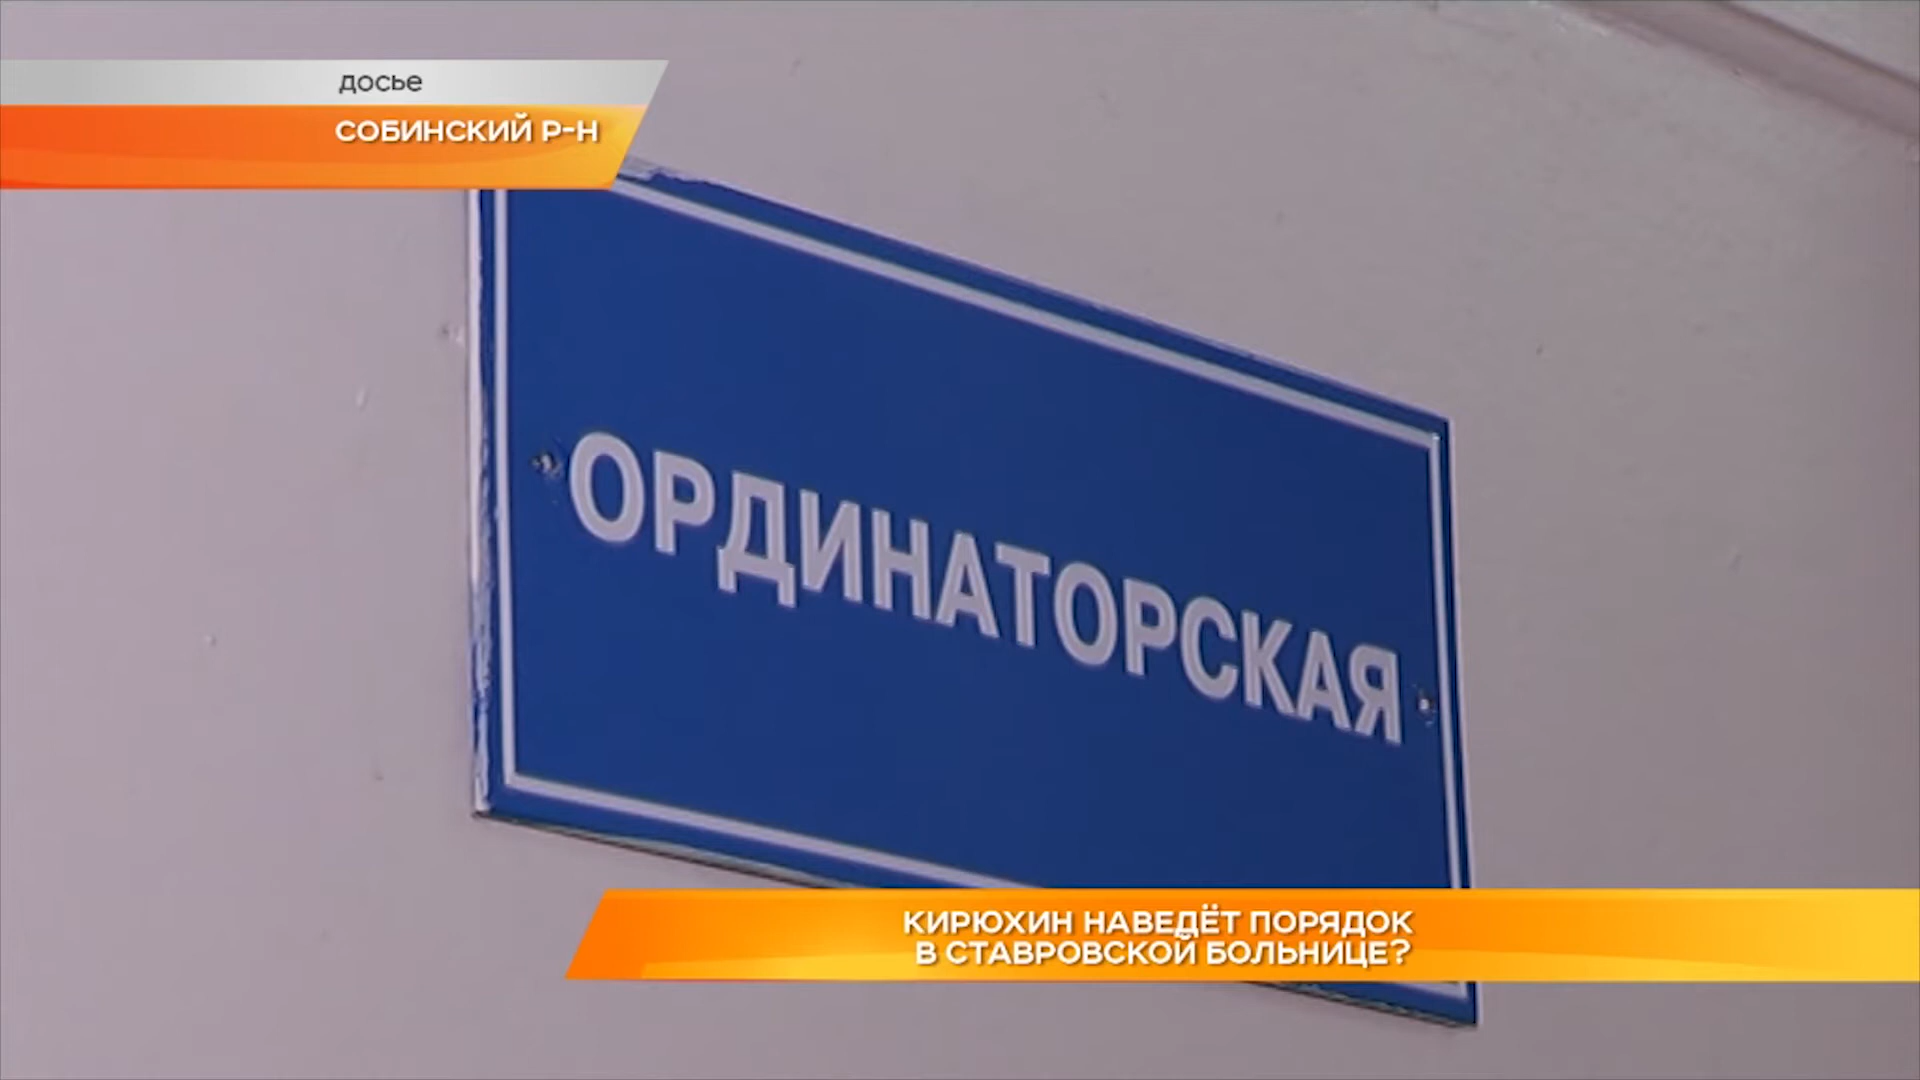 досье
СОБИНСКИЙ Р-Н
ОРДИНАТОРСКАЯ
КИРЮХИН НАВЕДЁТ ПОРЯДОК
В СТАВРОВСКОЙ БОЛЬНИЦЕ?